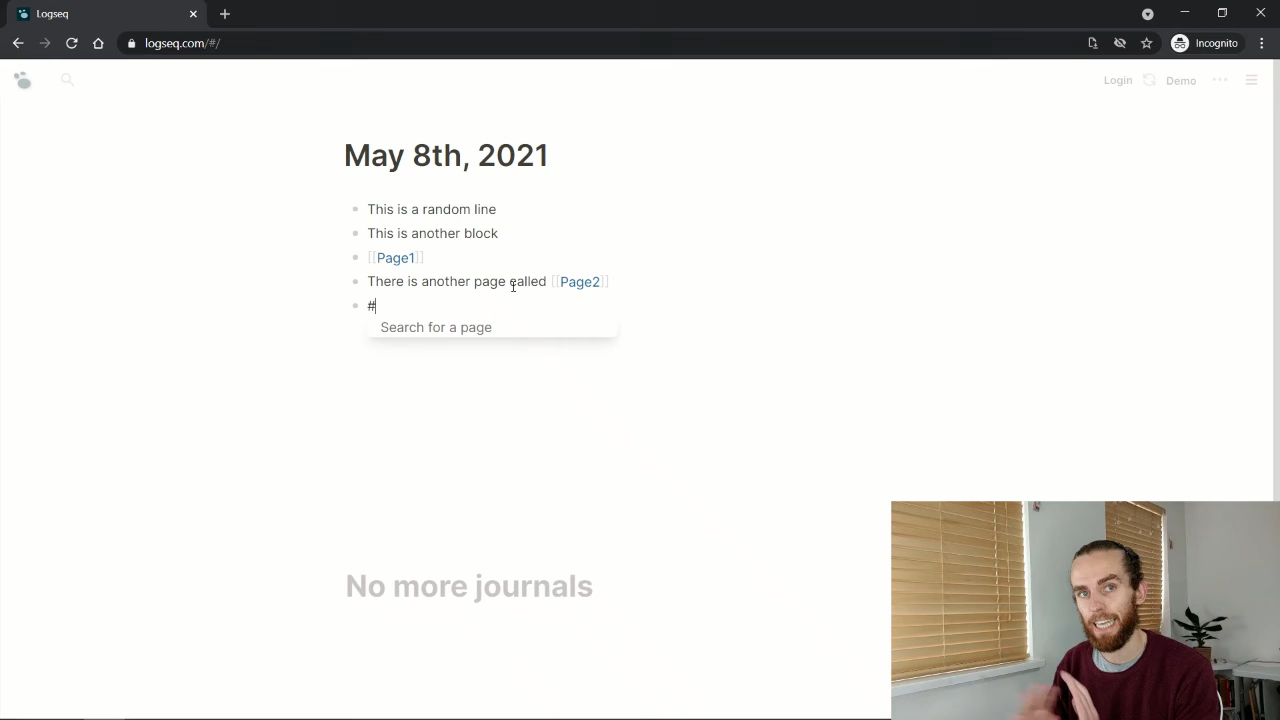 Logseq
logseq.com/#/
Incognito
Login
Demo
May 8th, 2021
This is a random line
This is another block
[[Page1]]
There is another page called [[Page2]]
#
Search for a page
No more journals